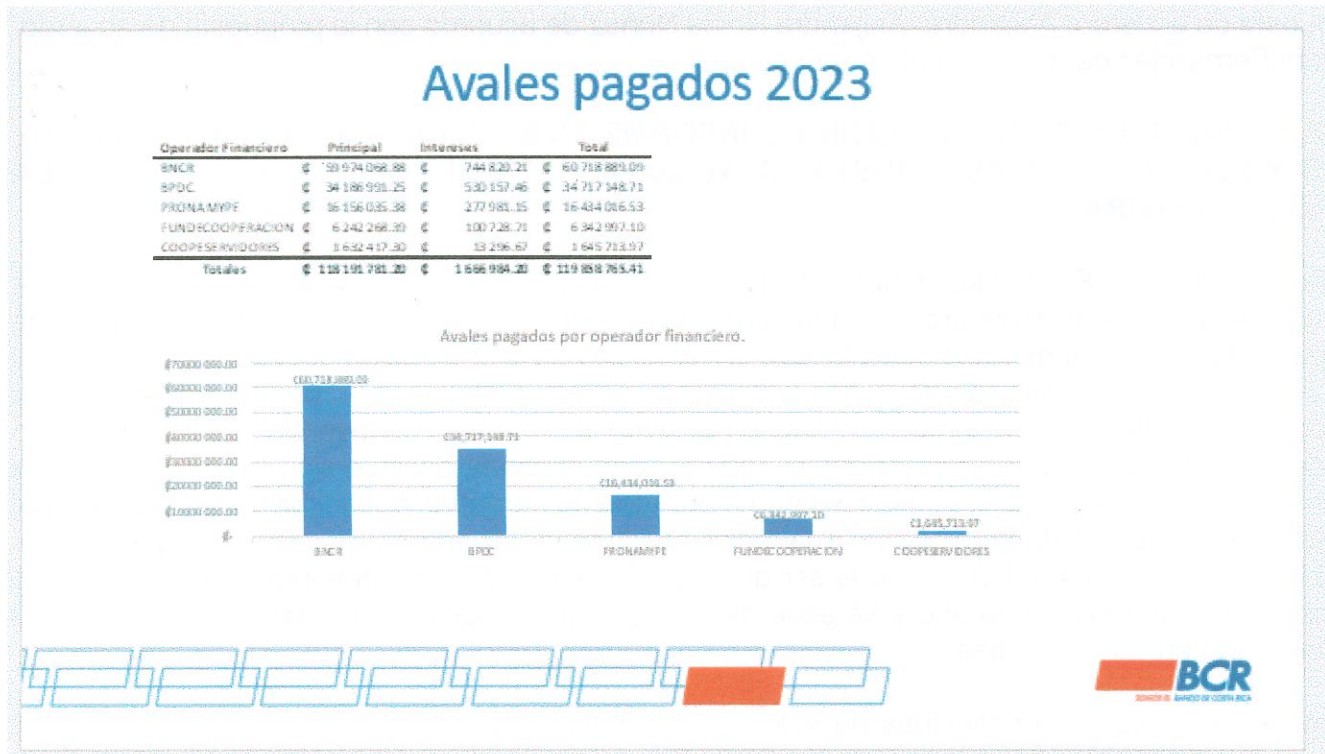 Avales pagados 2023
Operador Financiero Principal Intereses Total
BNCR ₡ 59 974 068.88 ₡ 744 820.21 ₡ 60 718 889.09
BPDC ₡ 34 186 991.25 ₡ 530 157.46 ₡ 34 717 148.71
PRONAMYPE ₡ 16 156 035.38 ₡ 277 981.15 ₡ 16 434 016.53
FUNDECOOPERACION ₡ 6 242 268.39 ₡ 100 728.71 ₡ 6 342 997.10
COOPESERVIDORES ₡ 1 632 417.30 ₡ 13 296.67 ₡ 1 645 713.97
Totales ₡ 118 191 781.20 ₡ 1 666 984.20 ₡ 119 858 765.41
Avales pagados por operador financiero.
₡70000 000.00
₡60000 000.00
₡50000 000.00
₡40000 000.00
₡30000 000.00
₡20000 000.00
₡10000 000.00
₡-
₡60,718,889.09
₡34,717,148.71
₡16,434,016.53
₡6,342,997.10
₡1,645,713.97
BNCR BPDC PRONAMYPE FUNDECOOPERACION COOPESERVIDORES
BCR
BANCO DE COSTA RICA